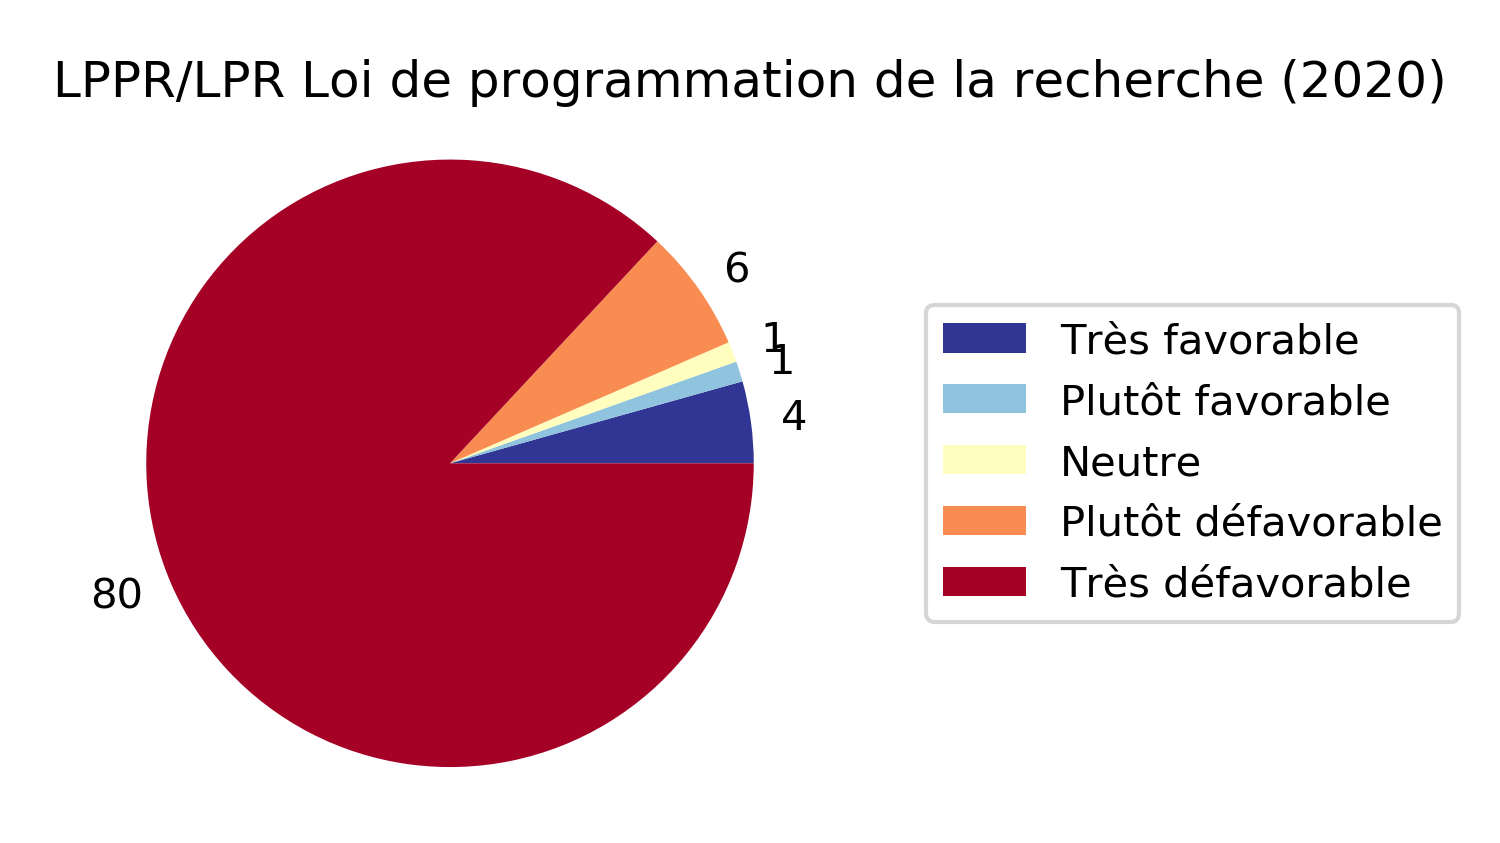 LPPR/LPR Loi de programmation de la recherche (2020)
6
1
1
4
80
Très favorable
Plutôt favorable
Neutre
Plutôt défavorable
Très défavorable